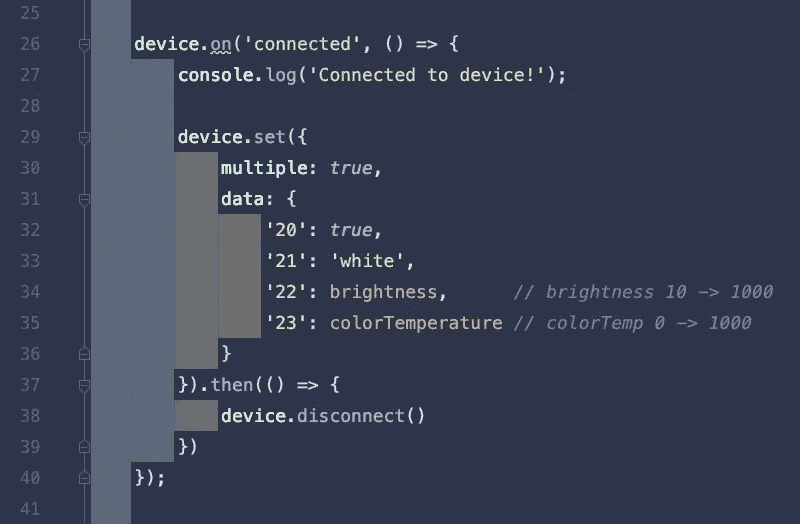 25
26 device.on('connected', () => {
27 console.log('Connected to device!');
28
29 device.set({
30 multiple: true,
31 data: {
32 '20': true,
33 '21': 'white',
34 '22': brightness, // brightness 10 -> 1000
35 '23': colorTemperature // colorTemp 0 -> 1000
36 }
37 }).then(() => {
38 device.disconnect()
39 })
40 });
41